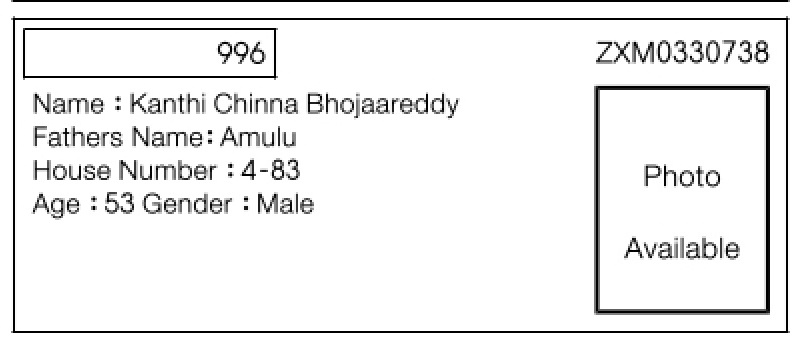 996
ZXM0330738
Name : Kanthi Chinna Bhojaareddy
Fathers Name: Amulu
House Number : 4-83
Age : 53 Gender : Male
Photo
Available